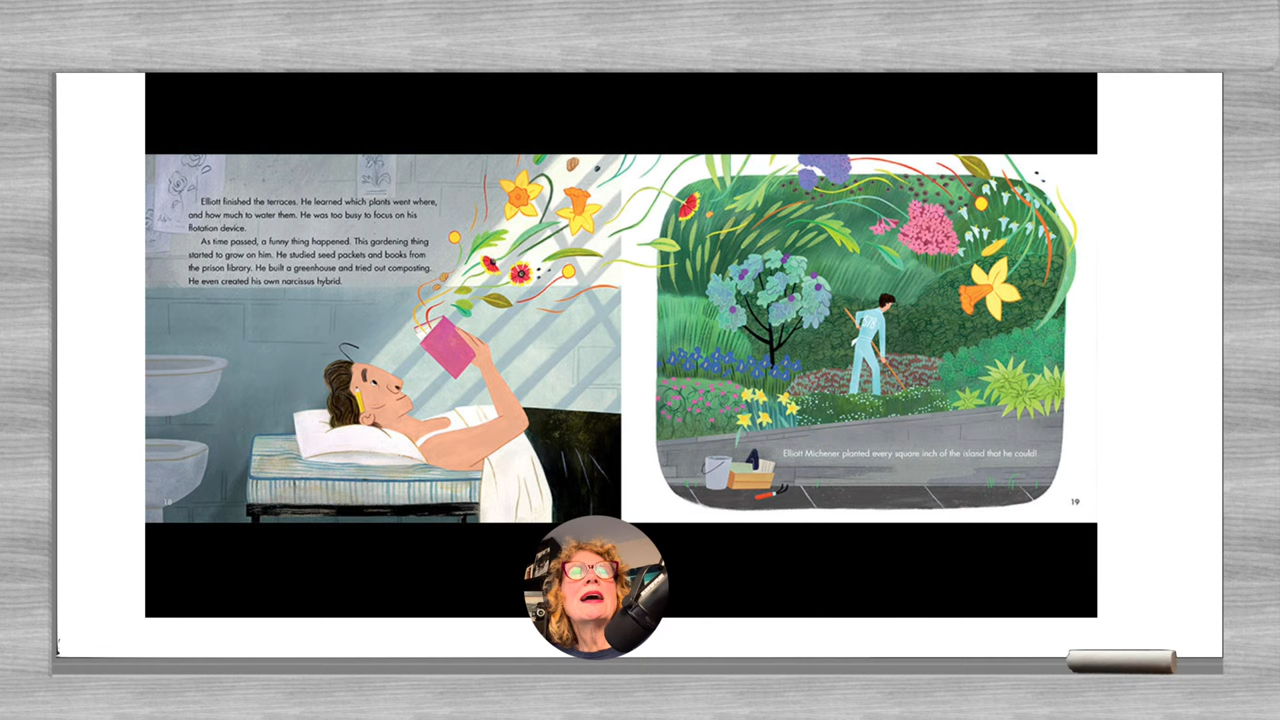 Elliott finished the terraces. He learned which plants went where,
and how much to water them. He was too busy to focus on his
flotation device.
As time passed, a funny thing happened. This gardening thing
started to grow on him. He studied seed packets and books from
the prison library. He built a greenhouse and tried out composting.
He even created his own narcissus hybrid.
18
578
Elliott Michener planted every square inch of the island that he could!
19